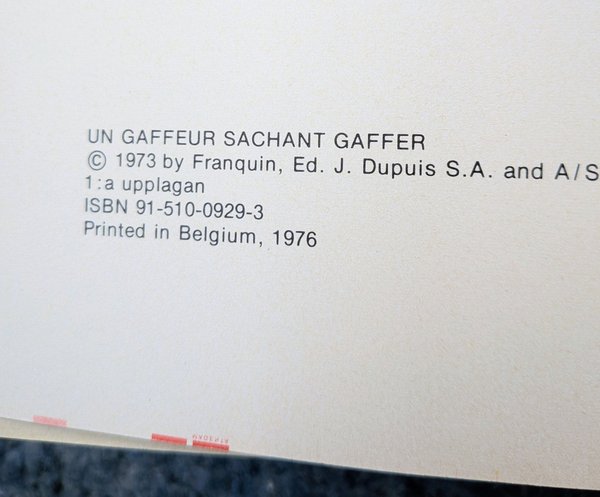 UN GAFFEUR SACHANT GAFFER
© 1973 by Franquin, Ed. J. Dupuis S.A. and A/S
1:a upplagan
ISBN 91-510-0929-3
Printed in Belgium, 1976